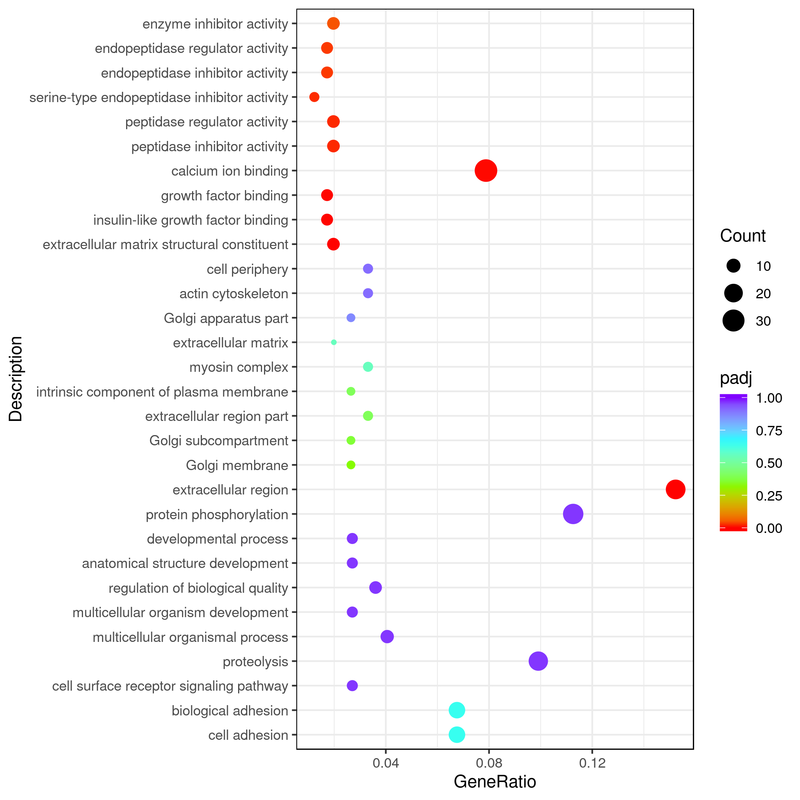 enzyme inhibitor activity
endopeptidase regulator activity
endopeptidase inhibitor activity
serine-type endopeptidase inhibitor activity
peptidase regulator activity
peptidase inhibitor activity
calcium ion binding
growth factor binding
insulin-like growth factor binding
extracellular matrix structural constituent
cell periphery
actin cytoskeleton
Golgi apparatus part
extracellular matrix
myosin complex
intrinsic component of plasma membrane
extracellular region part
Golgi subcompartment
Golgi membrane
extracellular region
protein phosphorylation
developmental process
anatomical structure development
regulation of biological quality
multicellular organism development
multicellular organismal process
proteolysis
cell surface receptor signaling pathway
biological adhesion
cell adhesion
Description
0.04 0.08 0.12
GeneRatio
Count
10
20
30
padj
1.00
0.75
0.50
0.25
0.00